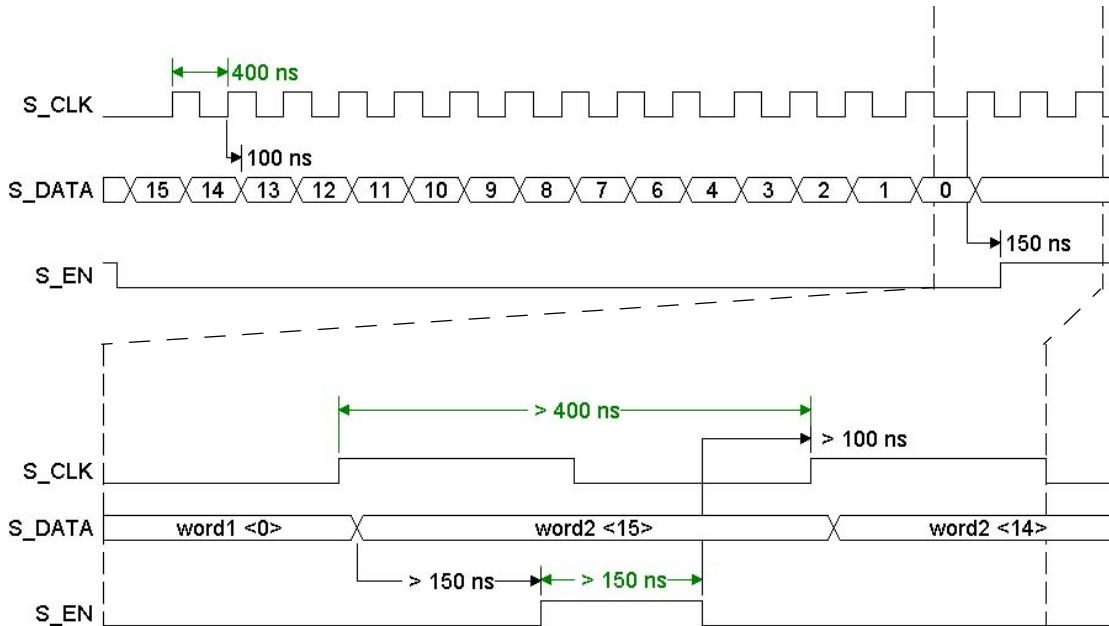 400 ns
S_CLK
100 ns
S_DATA 15 14 13 12 11 10 9 8 7 6 4 3 2 1 0
150 ns
S_EN
> 400 ns
> 100 ns
S_CLK
S_DATA word1 <0> word2 <15> word2 <14>
> 150 ns > 150 ns
S_EN